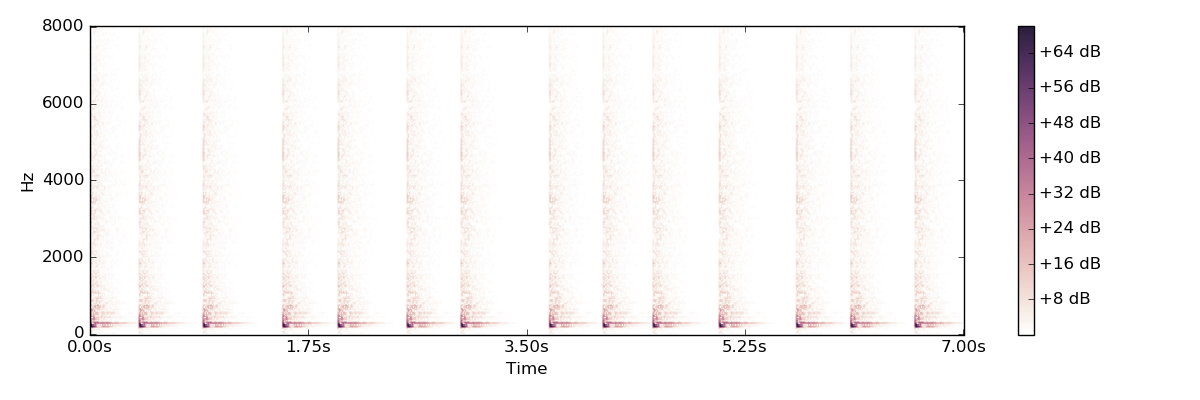 8000
6000
4000
2000
0
Hz
0.00s 1.75s 3.50s 5.25s 7.00s
Time
+64 dB
+56 dB
+48 dB
+40 dB
+32 dB
+24 dB
+16 dB
+8 dB